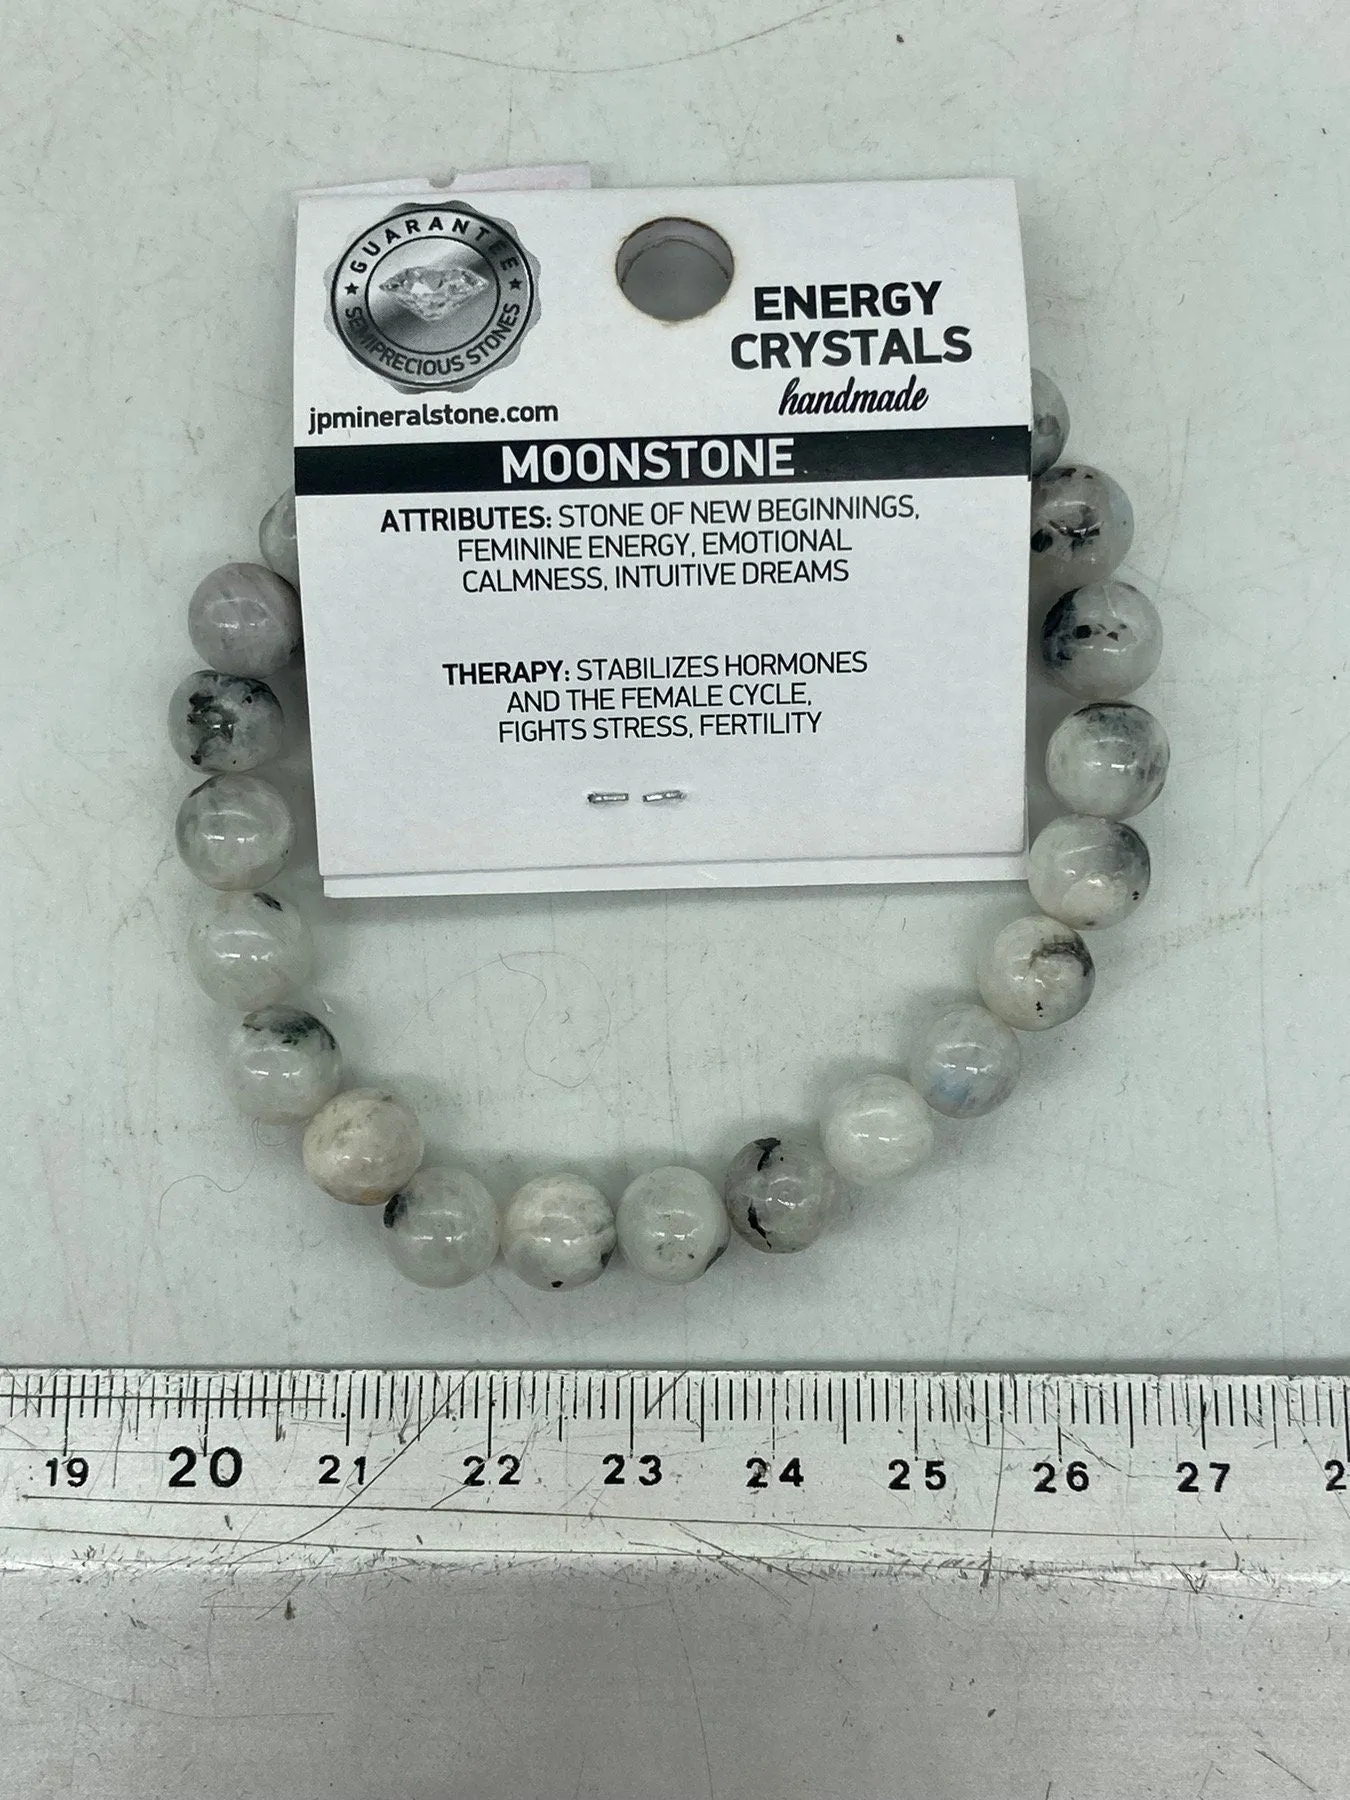 GUARANTEE
SEMIPRECIOUS STONES
jpmineralstone.com
ENERGY
CRYSTALS
handmade
MOONSTONE
ATTRIBUTES: STONE OF NEW BEGINNINGS,
FEMININE ENERGY, EMOTIONAL
CALMNESS, INTUITIVE DREAMS
THERAPY: STABILIZES HORMONES
AND THE FEMALE CYCLE,
FIGHTS STRESS, FERTILITY
19 20 21 22 23 24 25 26 27 2